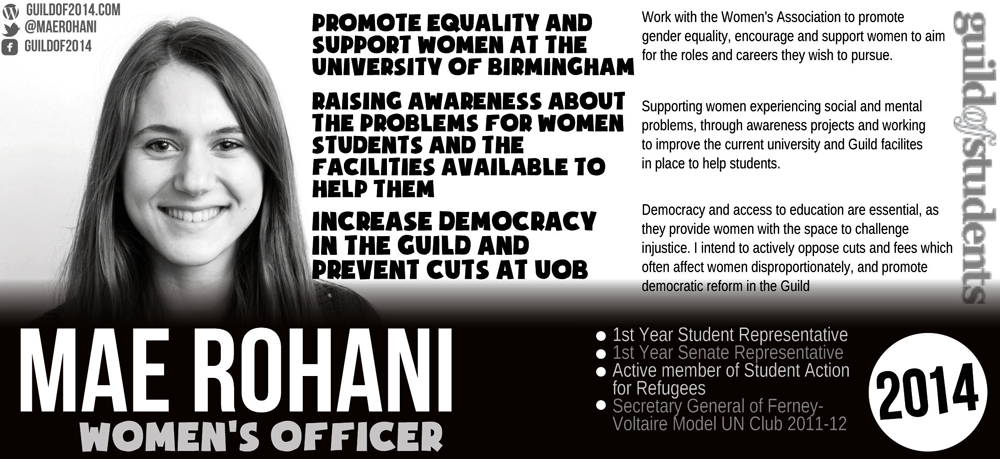 GUILDOF2014.COM
@MAEROHANI
GUILDOF2014
PROMOTE EQUALITY AND
SUPPORT WOMEN AT THE
UNIVERSITY OF BIRMINGHAM
Work with the Women's Association to promote
gender equality, encourage and support women to aim
for the roles and careers they wish to pursue.
RAISING AWARENESS ABOUT
THE PROBLEMS FOR WOMEN
STUDENTS AND THE
FACILITIES AVAILABLE TO
HELP THEM
Supporting women experiencing social and mental
problems, through awareness projects and working
to improve the current university and Guild facilites
in place to help students.
INCREASE DEMOCRACY
IN THE GUILD AND
PREVENT CUTS AT UOB
Democracy and access to education are essential, as
they provide women with the space to challenge
injustice. I intend to actively oppose cuts and fees which
often affect women disproportionately, and promote
democratic reform in the Guild
guildofstudents
MAE ROHANI
WOMEN'S OFFICER
• 1st Year Student Representative
• 1st Year Senate Representative
• Active member of Student Action
for Refugees
• Secretary General of Ferney-
Voltaire Model UN Club 2011-12
2014